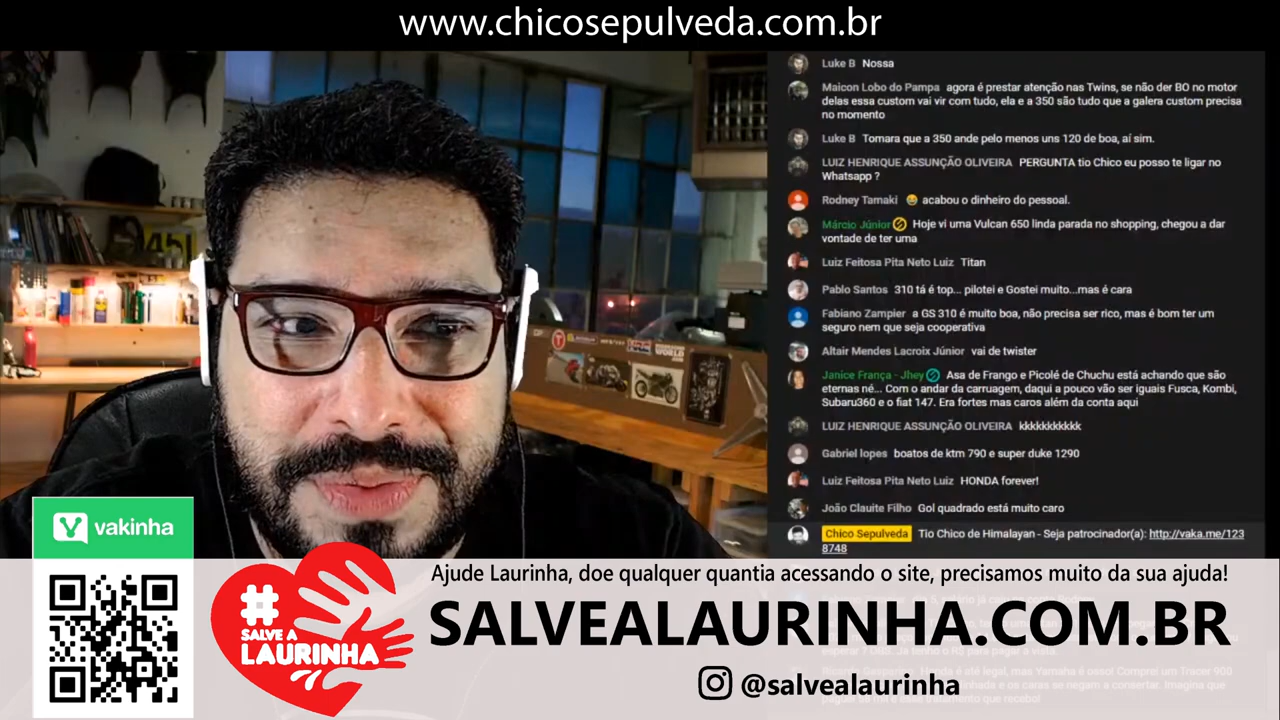 www.chicosepulveda.com.br
Luke B Nossa
Maicon Lobo do Pampa agora é prestar atenção nas Twins, se não der BO no motor
delas essa custom vai vir com tudo, ela e a 350 são tudo que a galera custom precisa
no momento
Luke B Tomara que a 350 ande pelo menos uns 120 de boa, aí sim.
LUIZ HENRIQUE ASSUNÇÃO OLIVEIRA PERGUNTA tio Chico eu posso te ligar no
Whatsapp ?
Rodney Tamaki 😅 acabou o dinheiro do pessoal.
Márcio Júnior Hoje vi uma Vulcan 650 linda parada no shopping, chegou a dar
vontade de ter uma
Luiz Feitosa Pita Neto Luiz Titan
Pablo Santos 310 tá é top... pilotei e Gostei muito...mas é cara
Fabiano Zampier a GS 310 é muito boa, não precisa ser rico, mas é bom ter um
seguro nem que seja cooperativa
Altair Mendes Lacroix Júnior vai de twister
Janice França - Jhey Asa de Frango e Picolé de Chuchu está achando que são
eternas né... Com o andar da carruagem, daqui a pouco vão ser iguais Fusca, Kombi,
Subaru360 e o fiat 147. Era fortes mas caros além da conta aqui
LUIZ HENRIQUE ASSUNÇÃO OLIVEIRA kkkkkkkkkkk
Gabriel lopes boatos de ktm 790 e super duke 1290
Luiz Feitosa Pita Neto Luiz HONDA forever!
João Clauite Filho Gol quadrado está muito caro
Chico Sepulveda Tio Chico de Himalayan - Seja patrocinador(a): http://vaka.me/123
8748
vakinha
Ajude Laurinha, doe qualquer quantia acessando o site, precisamos muito da sua ajuda!
#
SALVE A
LAURINHA
SALVEALAURINHA.COM.BR
@salvealaurinha